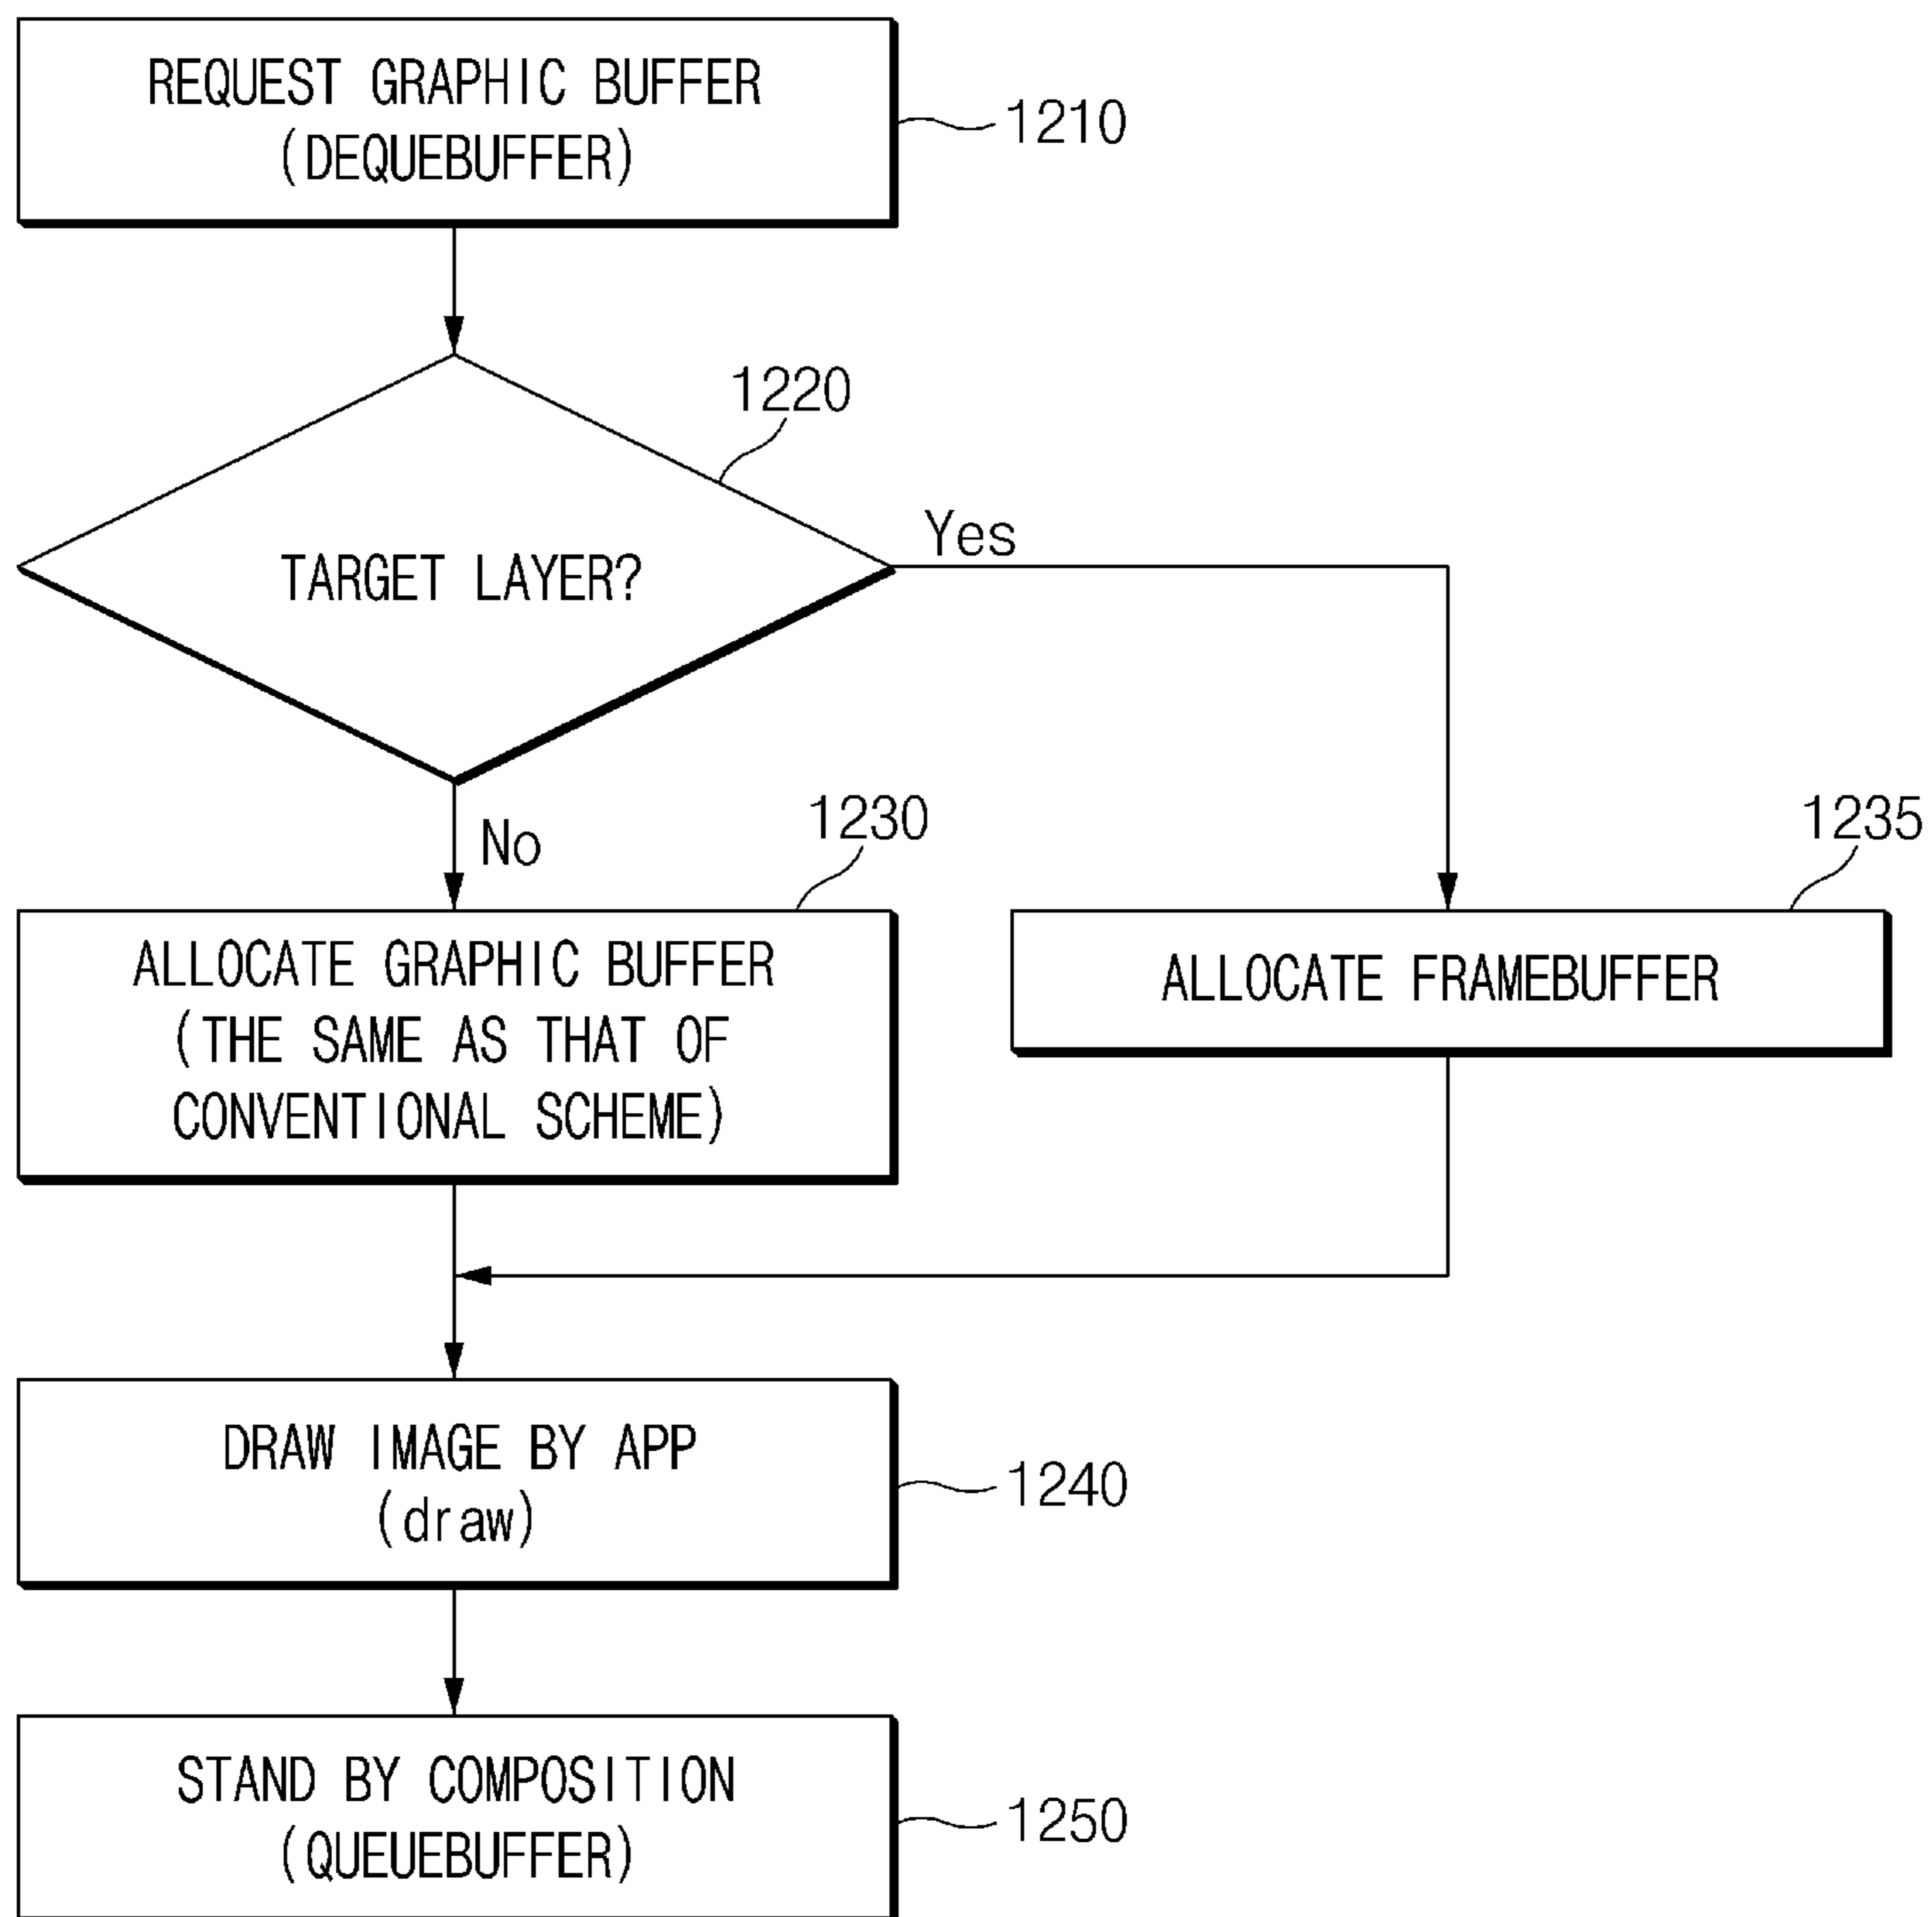 REQUEST GRAPHIC BUFFER
(DEQUEBUFFER)
1210
1220
TARGET LAYER?
Yes
No
1230
1235
ALLOCATE GRAPHIC BUFFER
(THE SAME AS THAT OF
CONVENTIONAL SCHEME)
ALLOCATE FRAMEBUFFER
DRAW IMAGE BY APP
(draw)
1240
STAND BY COMPOSITION
(QUEUEBUFFER)
1250